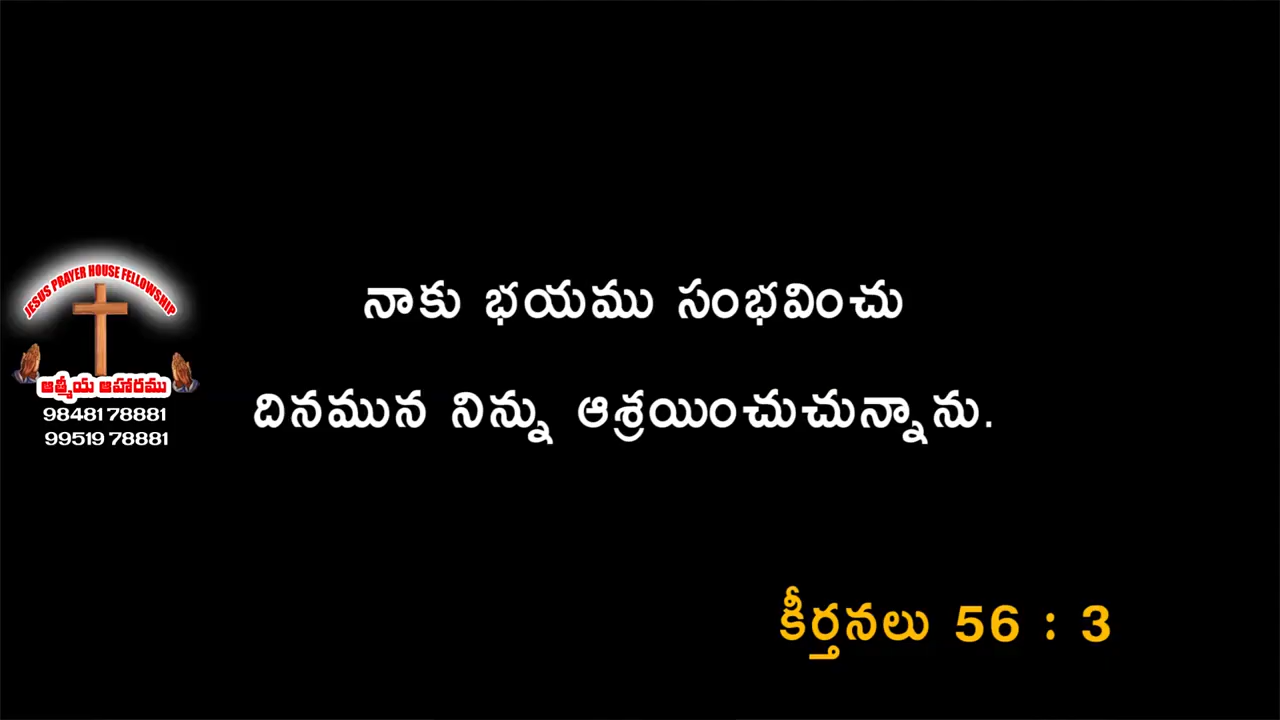 JESUS PRAYER HOUSE FELLOWSHIP
ఆత్మీయ ఆహారము
98481 78881
99519 78881
నాకు భయము సంభవించు
దినమున నిన్ను ఆశ్రయించుచున్నాను.
కీర్తనలు 56 : 3